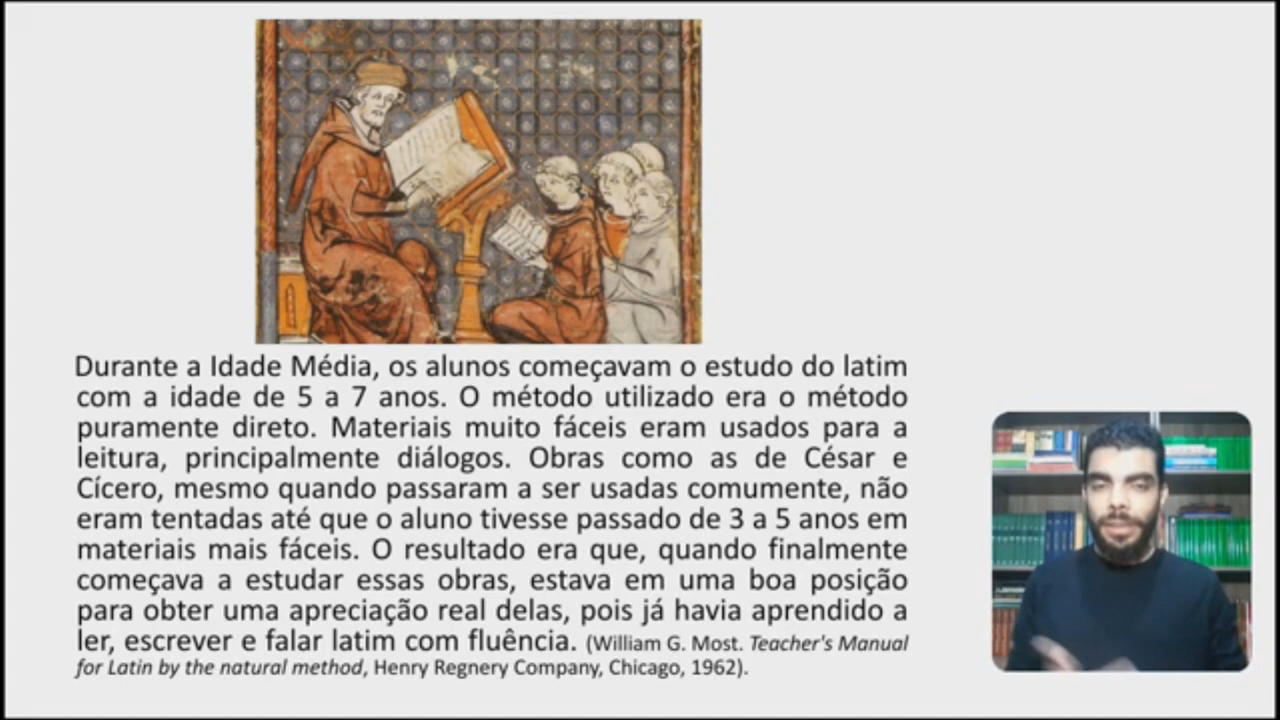 Durante a Idade Média, os alunos começavam o estudo do latim
com a idade de 5 a 7 anos. O método utilizado era o método
puramente direto. Materiais muito fáceis eram usados para a
leitura, principalmente diálogos. Obras como as de César e
Cícero, mesmo quando passaram a ser usadas comumente, não
eram tentadas até que o aluno tivesse passado de 3 a 5 anos em
materiais mais fáceis. O resultado era que, quando finalmente
começava a estudar essas obras, estava em uma boa posição
para obter uma apreciação real delas, pois já havia aprendido a
ler, escrever e falar latim com fluência. (William G. Most. Teacher's Manual
for Latin by the natural method, Henry Regnery Company, Chicago, 1962).